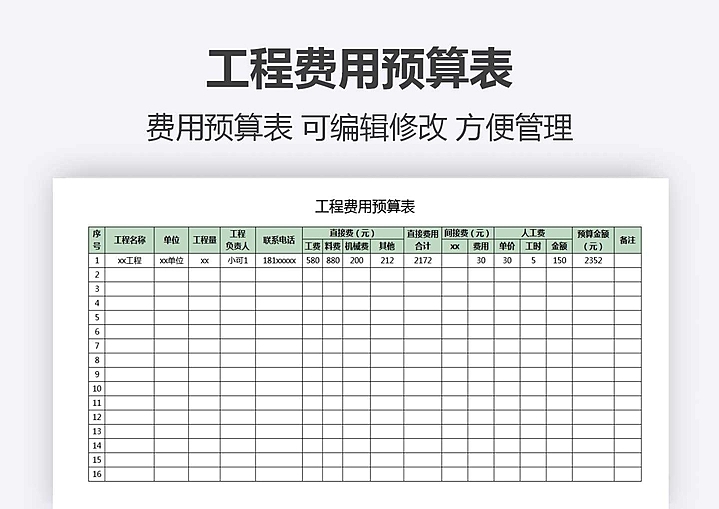 工程费用预算表
费用预算表 可编辑修改 方便管理
工程费用预算表
序号 工程名称 单位 工程量 工程负责人 联系电话 直接费（元） 直接费用合计 间接费（元） 人工费 预算金额（元） 备注
工费 料费 机械费 其他 xx 费用 单价 工时 金额
1 xx工程 xx单位 xx 小可1 181xxxxx 580 880 200 212 2172 30 30 5 150 2352
2
3
4
5
6
7
8
9
10
11
12
13
14
15
16